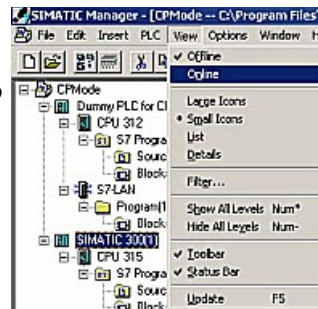 SIMATIC Manager - [CPMode -- C:\Program Files
File Edit Insert PLC View Options Window H
CPMode
Dummy PLC for C
CPU 312
S7 Progra
Sourc
Block
S7-LAN
Program(1
Block
SIMATIC 300(1)
CPU 315
S7 Progra
Sourc
Block
Offline
Online
Large Icons
Small Icons
List
Details
Filter...
Show All Levels Num*
Hide All Levels Num-
Toolbar
Status Bar
Update F5